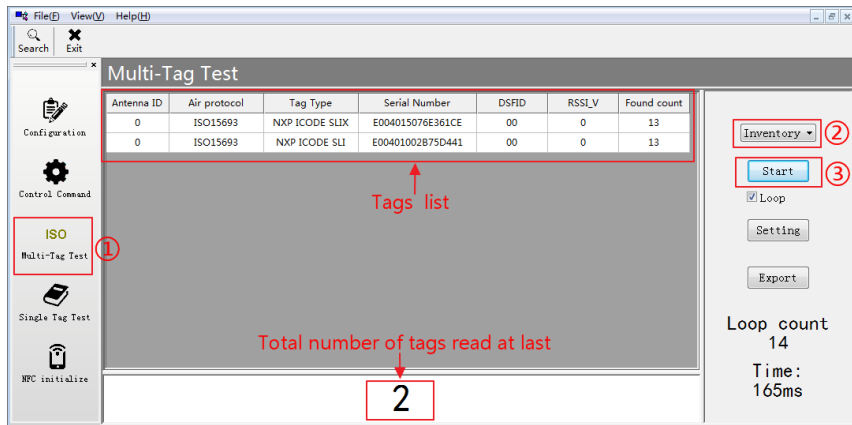 File(F) View(V) Help(H)
Search Exit
Multi-Tag Test
Antenna ID Air protocol Tag Type Serial Number DSFID RSSI_V Found count
0 ISO15693 NXP ICODE SLIX E004015076E361CE 00 0 13
0 ISO15693 NXP ICODE SLI E00401002B75D441 00 0 13
Tags list
Configuration
Control Command
ISO
Multi-Tag Test
①
Single Tag Test
NFC initialize
Inventory
②
Start
③
Loop
Setting
Export
Loop count
14
Time:
165ms
Total number of tags read at last
2